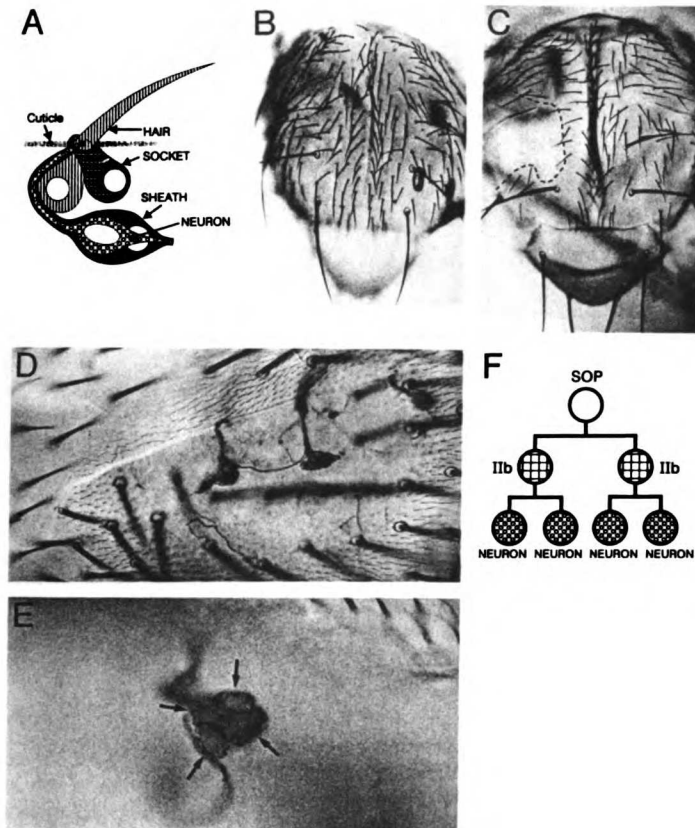 A
Cuticle
HAIR
SOCKET
SHEATH
NEURON
B
C
D
E
F
SOP
IIb
IIb
NEURON NEURON NEURON NEURON